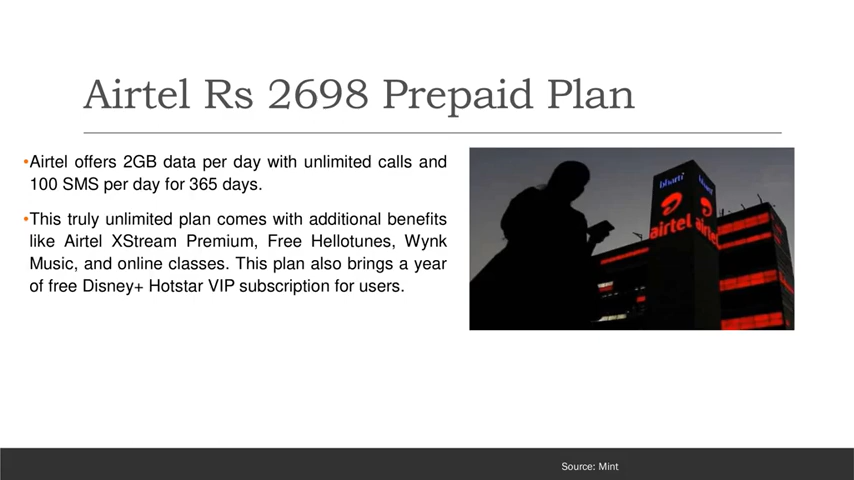 Airtel Rs 2698 Prepaid Plan
•Airtel offers 2GB data per day with unlimited calls and
100 SMS per day for 365 days.
•This truly unlimited plan comes with additional benefits
like Airtel XStream Premium, Free Hellotunes, Wynk
Music, and online classes. This plan also brings a year
of free Disney+ Hotstar VIP subscription for users.
bharti
bharti
airtel
airtel
Source: Mint